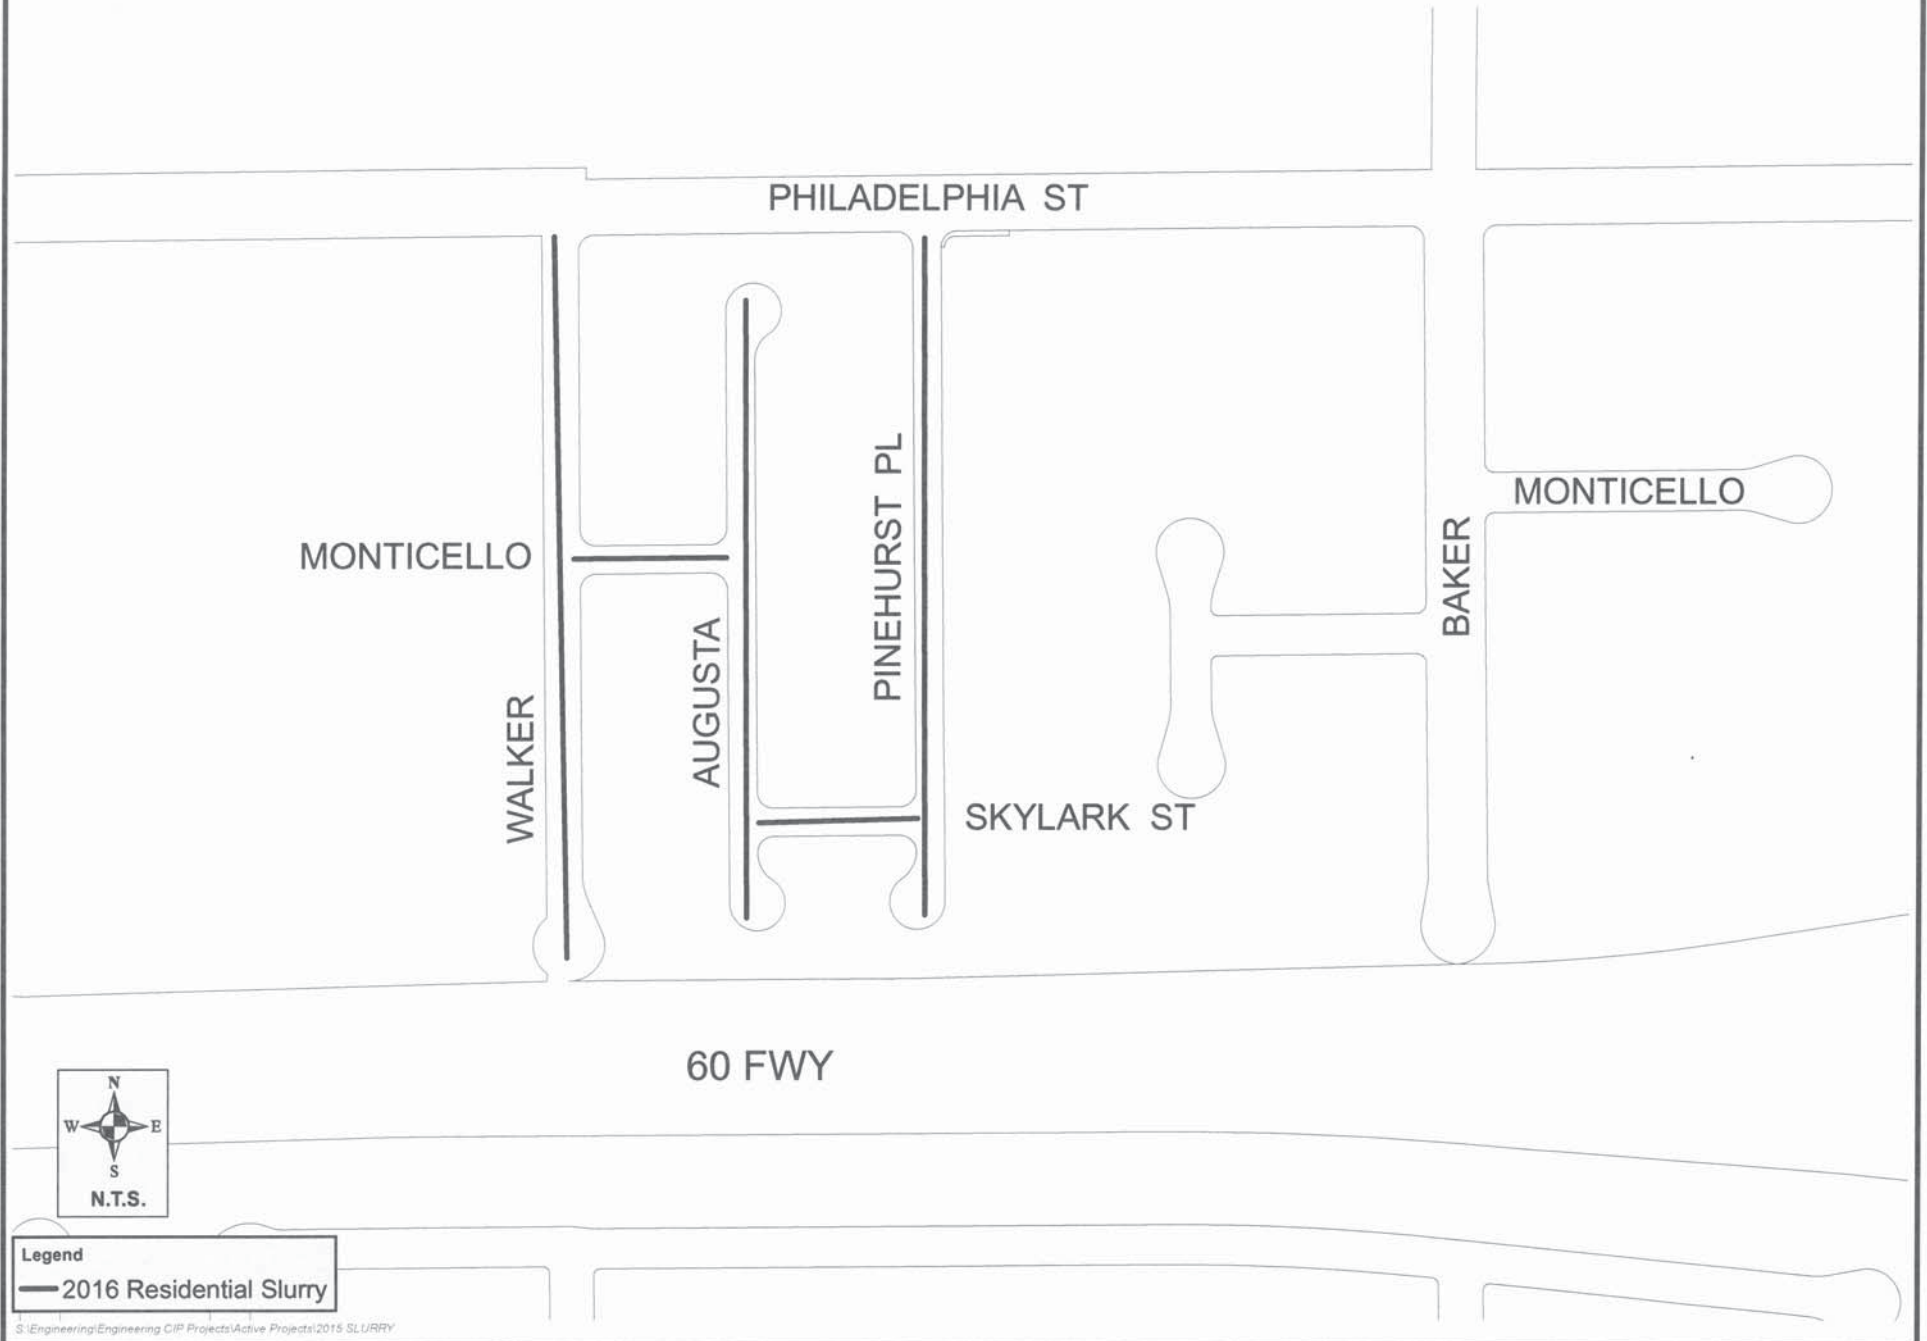 PHILADELPHIA ST
MONTICELLO
PINEHURST PL
MONTICELLO
BAKER
AUGUSTA
WALKER
SKYLARK ST
60 FWY
N
W E
S
N.T.S.
Legend
2016 Residential Slurry
S:\Engineering\Engineering CIP Projects\Active Projects\2015 SLURRY